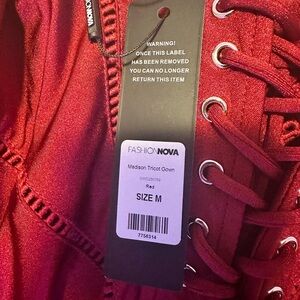 WARNING!
ONCE THIS LABEL
HAS BEEN REMOVED
YOU CAN NO LONGER
RETURN THIS ITEM
FASHIONNOVA
Madison Tricot Gown
Red
SIZE M
7756314